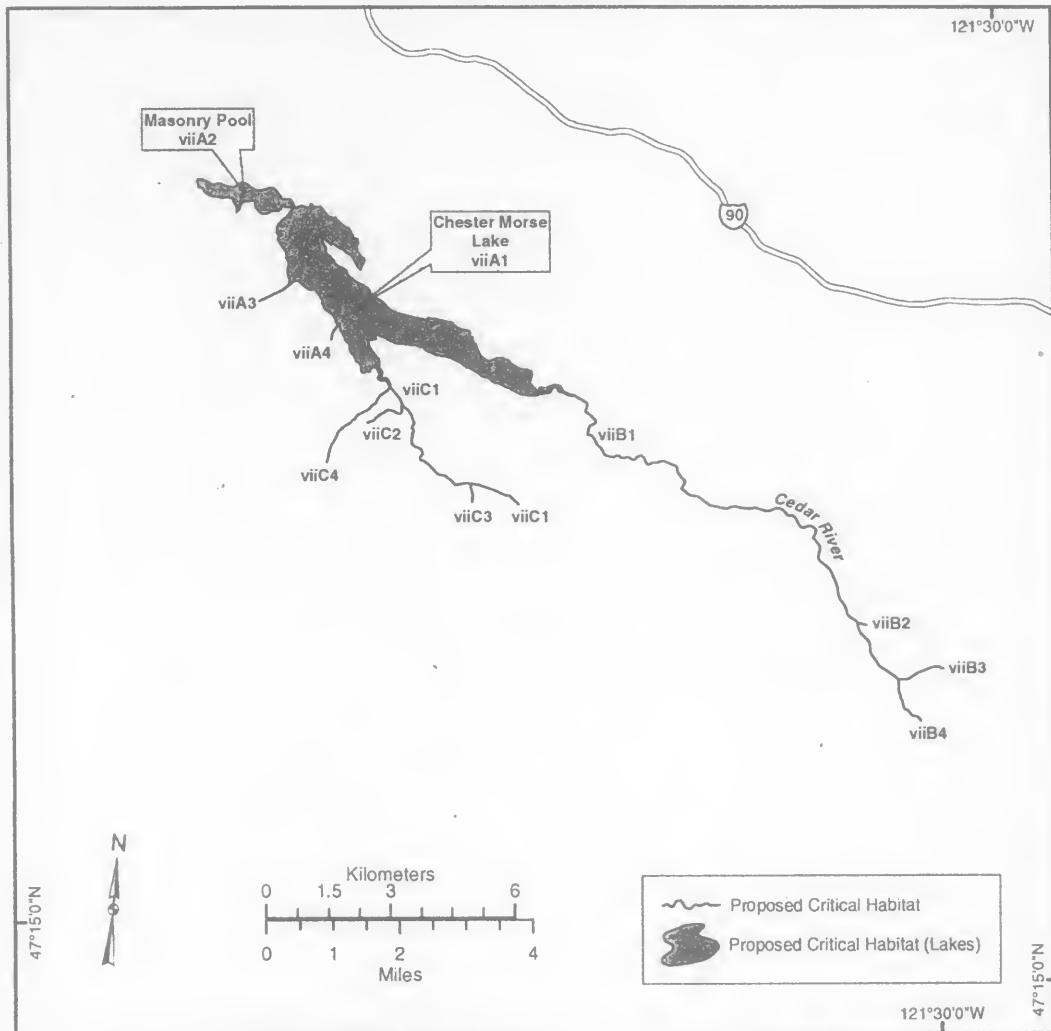 121°30'0"W
Masonry Pool
viiA2
Chester Morse
Lake
viiA1
90
viiA3
viiA4
viiC1
viiC2
viiB1
viiC4
viiC3
viiC1
Cedar River
viiB2
viiB3
viiB4
N
Kilometers
0 1.5 3 6
0 2 4
Miles
Proposed Critical Habitat
Proposed Critical Habitat (Lakes)
47°15'0"N
47°15'0"N
121°30'0"W